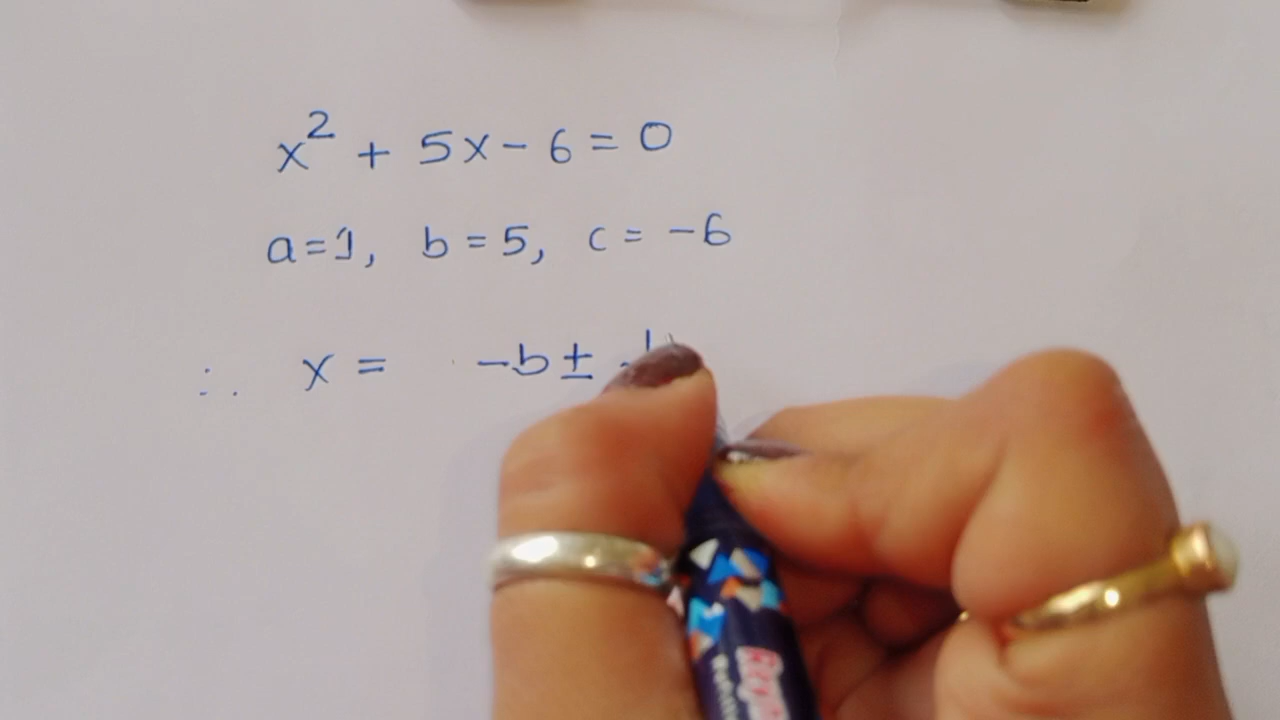 x² + 5x - 6 = 0
a = 1, b = 5, c = -6
∴ x = -b ±